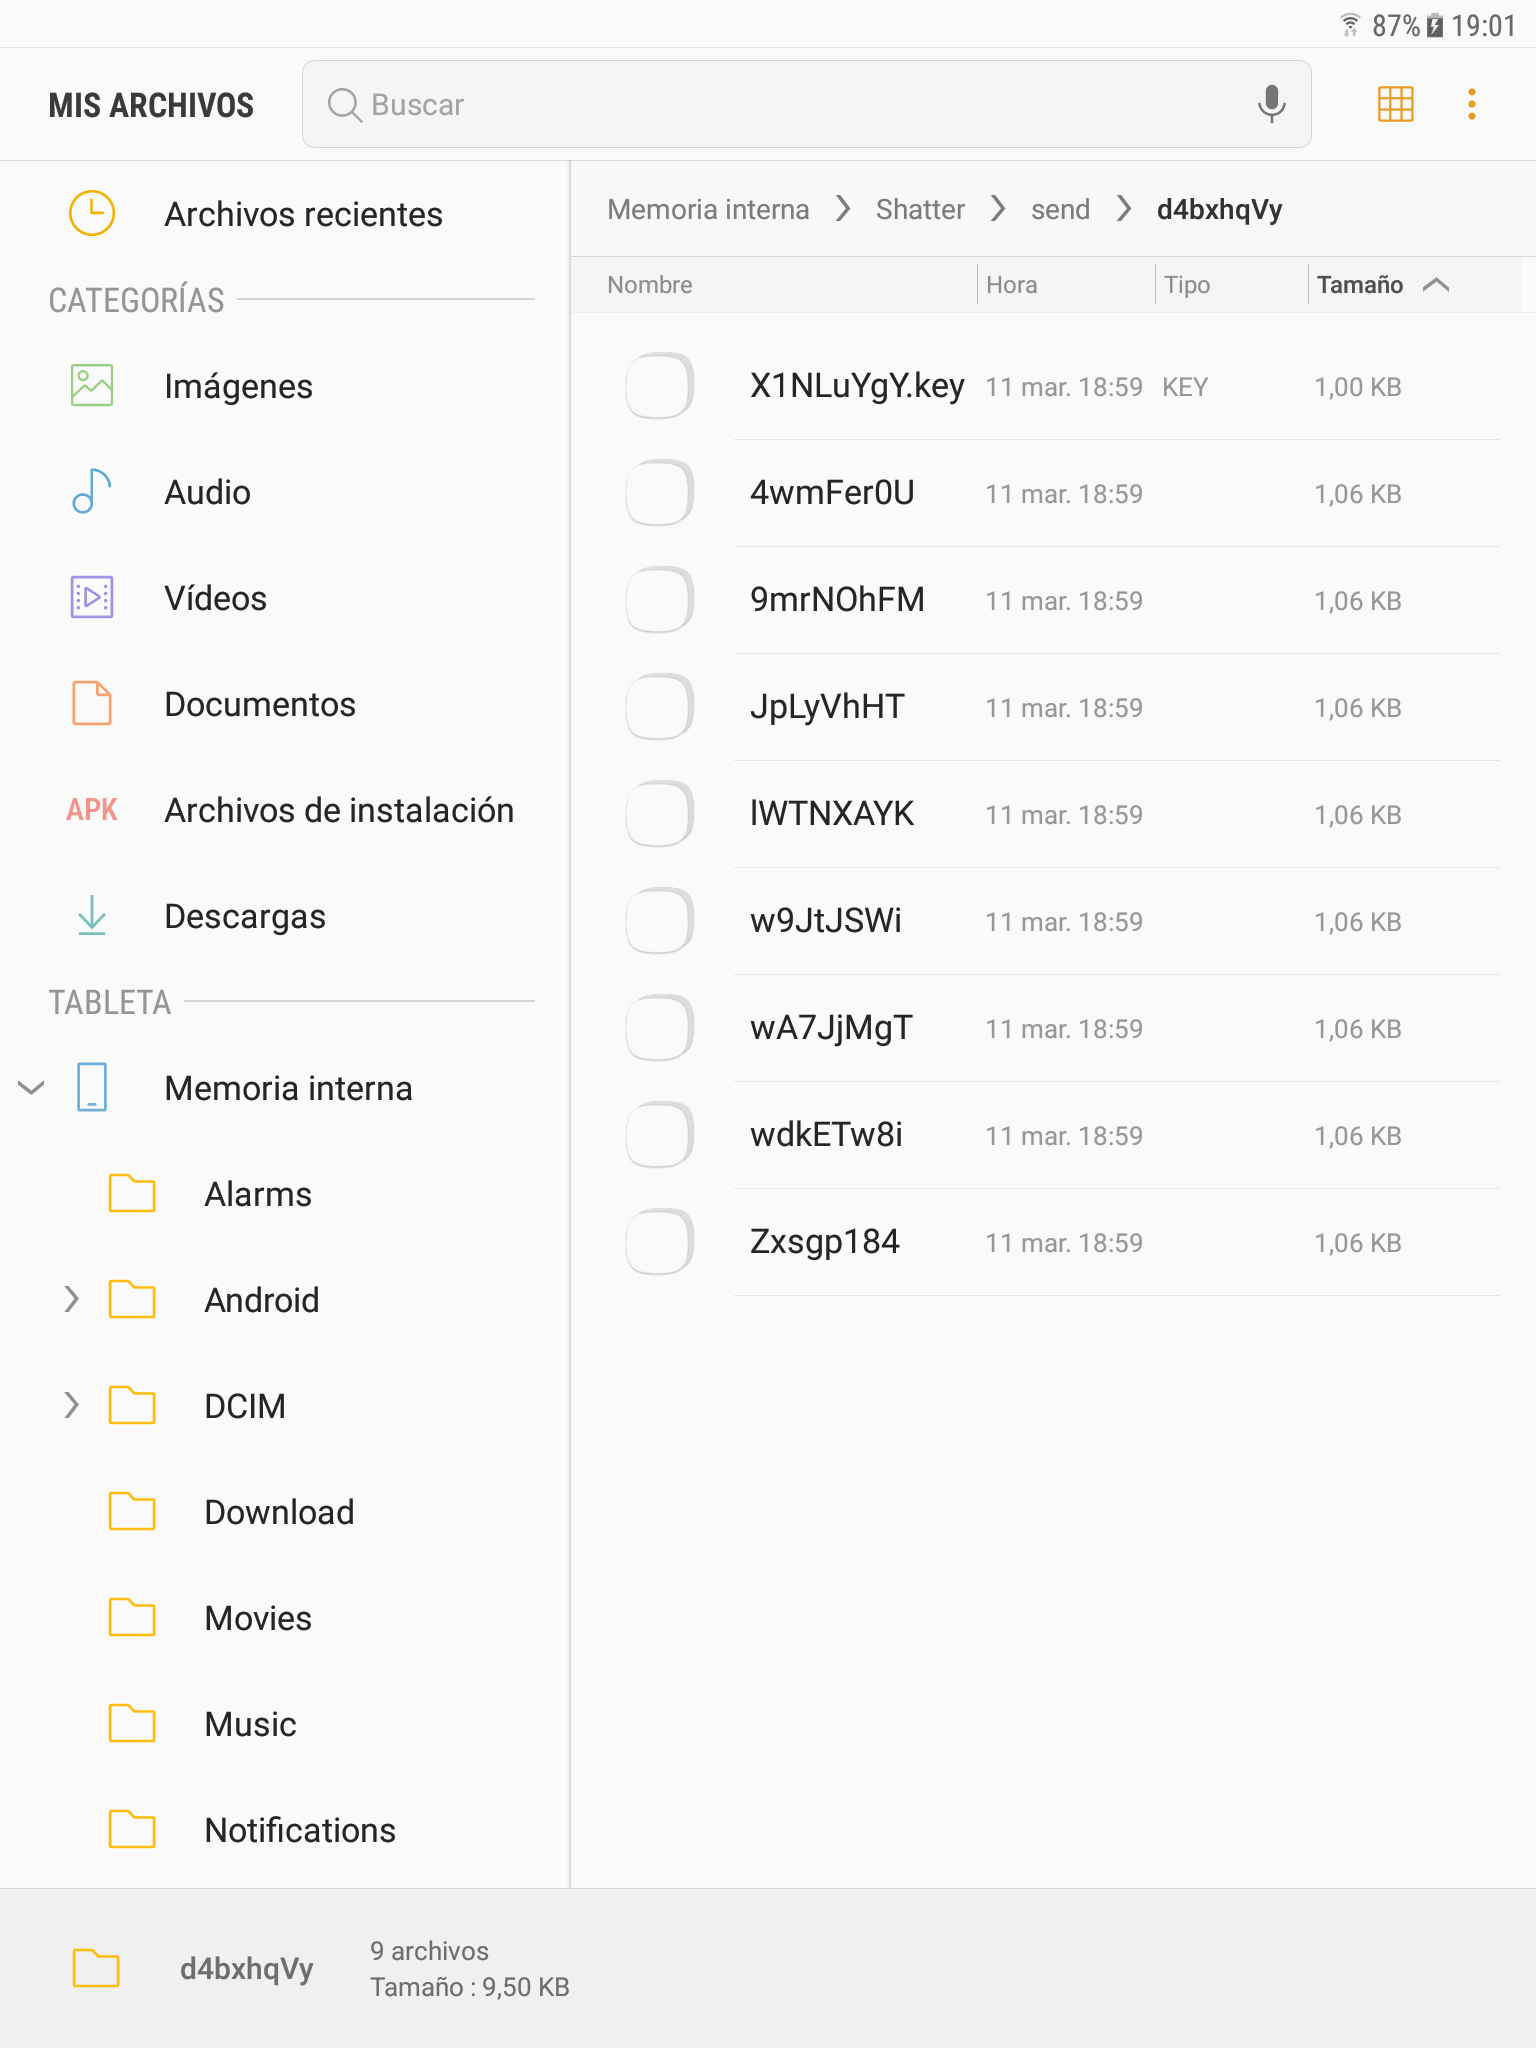 87% 19:01
MIS ARCHIVOS
Buscar
Archivos recientes
CATEGORÍAS
Imágenes
Audio
Vídeos
Documentos
APK Archivos de instalación
Descargas
TABLETA
Memoria interna
Alarms
Android
DCIM
Download
Movies
Music
Notifications
Memoria interna > Shatter > send > d4bxhqVy
Nombre Hora Tipo Tamaño
X1NLuYgY.key 11 mar. 18:59 KEY 1,00 KB
4wmFer0U 11 mar. 18:59 1,06 KB
9mrNOhFM 11 mar. 18:59 1,06 KB
JpLyVhHT 11 mar. 18:59 1,06 KB
lWTNXAYK 11 mar. 18:59 1,06 KB
w9JtJSWi 11 mar. 18:59 1,06 KB
wA7JjMgT 11 mar. 18:59 1,06 KB
wdkETw8i 11 mar. 18:59 1,06 KB
Zxsgp184 11 mar. 18:59 1,06 KB
d4bxhqVy
9 archivos
Tamaño : 9,50 KB